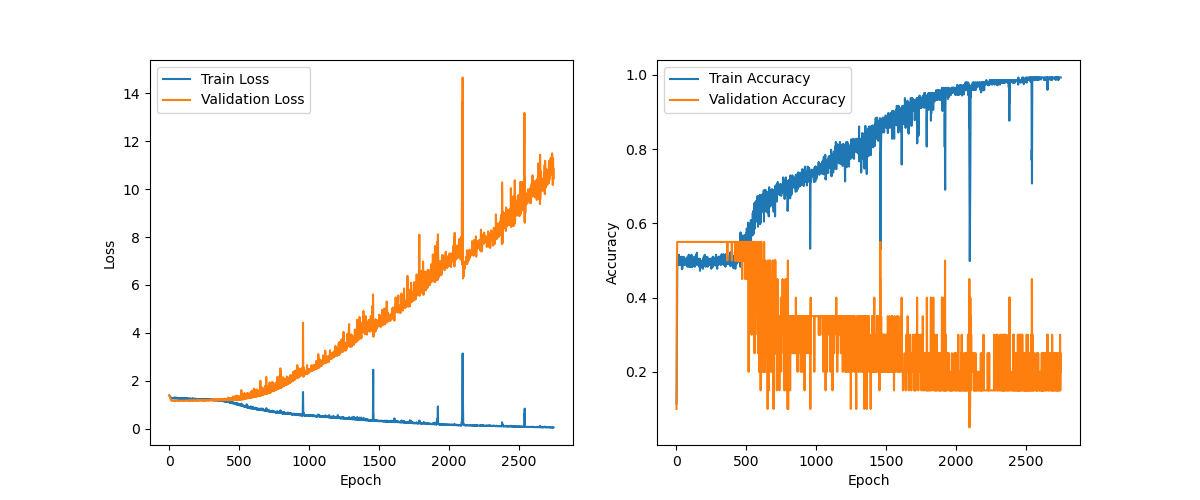 Train Loss
Validation Loss
14
12
10
8
6
4
2
0
Loss
0 500 1000 1500 2000 2500
Epoch
Train Accuracy
Validation Accuracy
1.0
0.8
0.6
0.4
0.2
Accuracy
0 500 1000 1500 2000 2500
Epoch